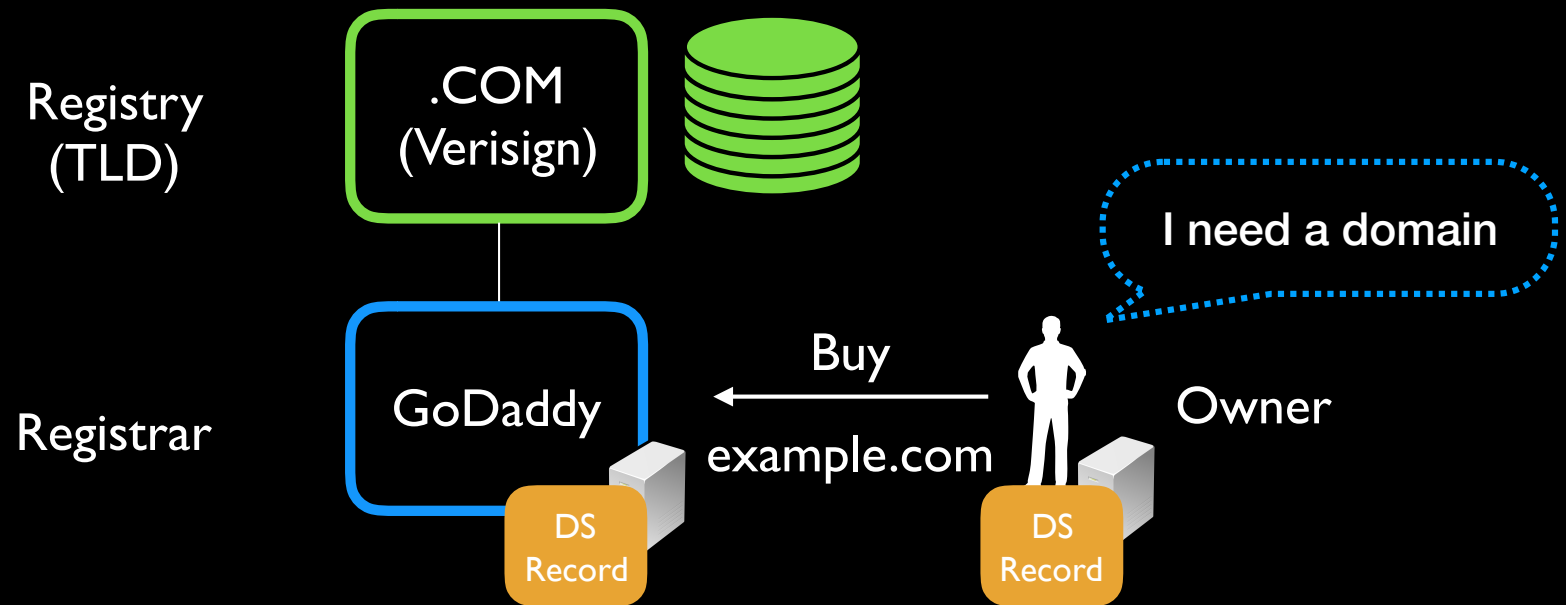 Registry
(TLD)
.COM
(Verisign)
I need a domain
Registrar
GoDaddy
Buy
example.com
Owner
DS
Record
DS
Record